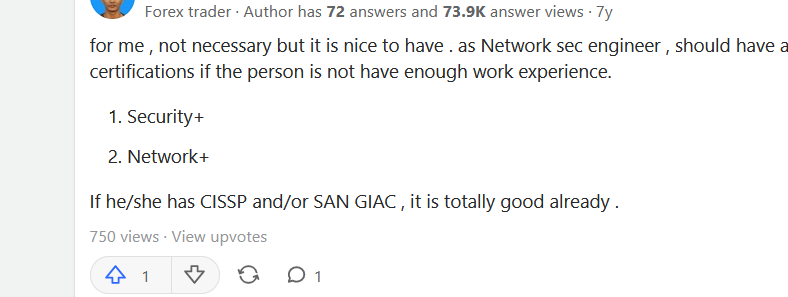 Forex trader · Author has 72 answers and 73.9K answer views · 7y
for me , not necessary but it is nice to have . as Network sec engineer , should have a
certifications if the person is not have enough work experience.
1. Security+
2. Network+
If he/she has CISSP and/or SAN GIAC , it is totally good already .
750 views · View upvotes
1 1